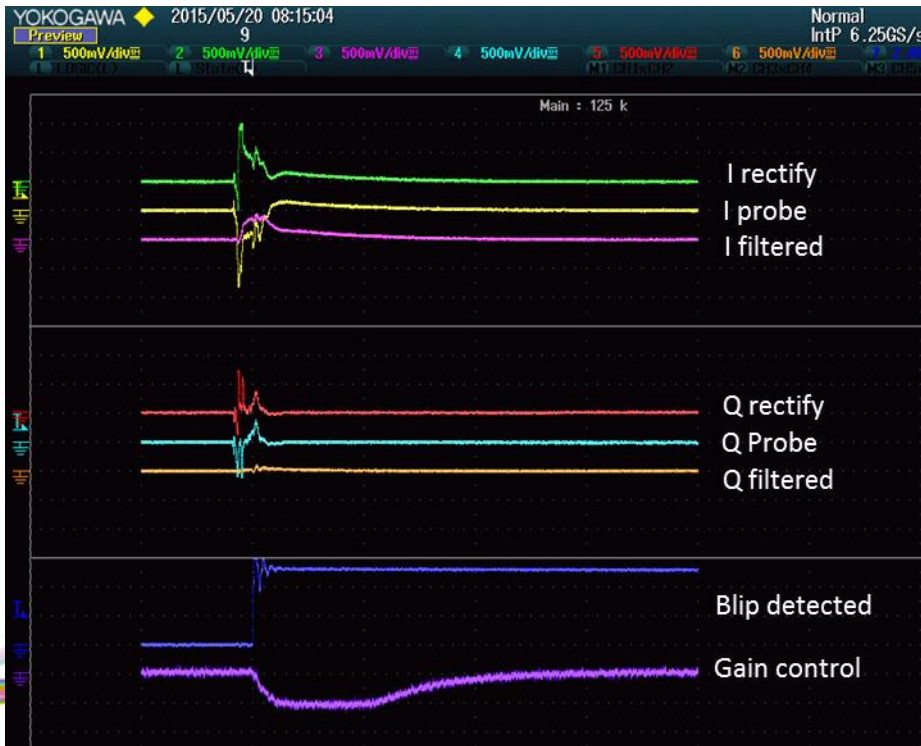 YOKOGAWA 2015/05/20 08:15:04 Normal
Preview 9 IntP 6.25GS/s
1 500mV/div 2 500mV/div 3 500mV/div 4 500mV/div 5 500mV/div 6 500mV/div 7
Main : 125 k
I rectify
I probe
I filtered
Q rectify
Q Probe
Q filtered
Blip detected
Gain control